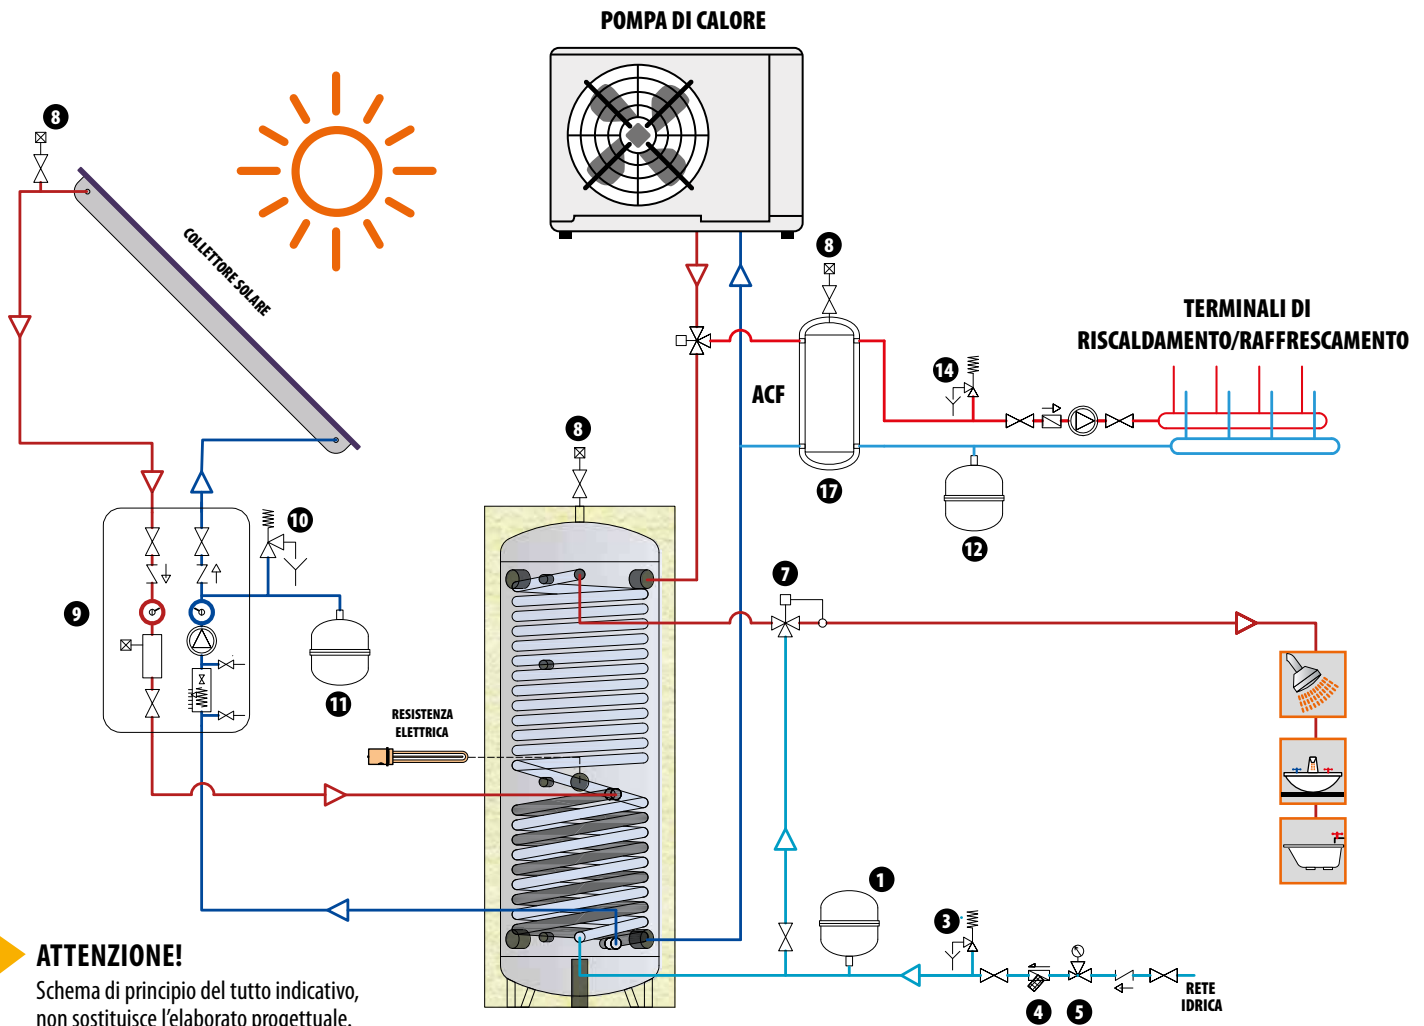 POMPA DI CALORE
8
COLLETTORE SOLARE
8
TERMINALI DI
RISCALDAMENTO/RAFFRESCAMENTO
14
ACF
8
17
12
10
7
9
11
RESISTENZA
ELETTRICA
1
3
4
5
RETE
IDRICA
ATTENZIONE!
Schema di principio del tutto indicativo,
non sostituisce l'elaborato progettuale.